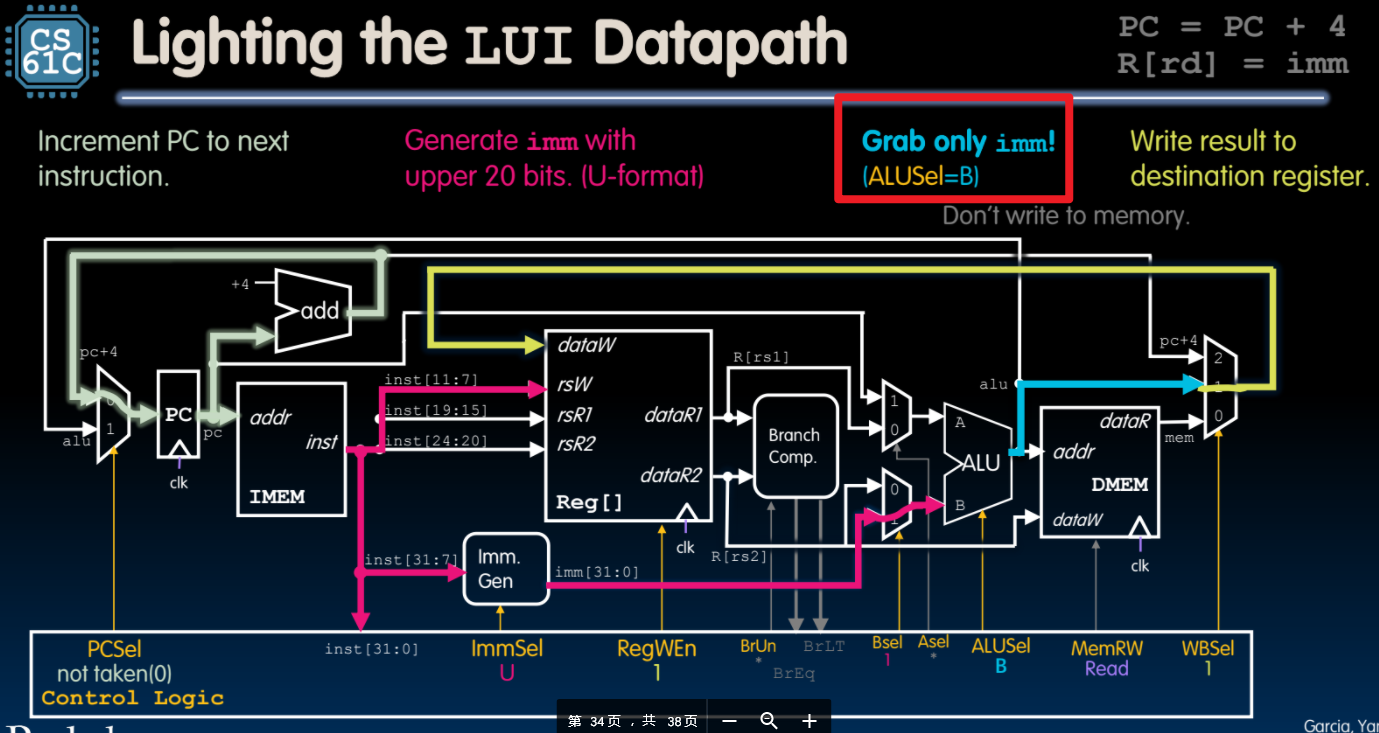 CS
61C
Lighting the LUI Datapath
PC = PC + 4
R[rd] = imm
Increment PC to next
instruction.
Generate imm with
upper 20 bits. (U-format)
Grab only imm!
(ALUSel=B)
Write result to
destination register.
Don't write to memory.
+4
add
pc+4
0
1
alu
PC
clk
pc
addr
inst
IMEM
inst[11:7]
inst[19:15]
inst[24:20]
inst[31:7]
dataW
rsW
rsR1
rsR2
dataR1
dataR2
Reg[]
clk
Imm.
Gen
imm[31:0]
R[rs1]
R[rs2]
Branch
Comp.
1
0
0
1
A
ALU
B
alu
dataR
addr
DMEM
dataW
clk
mem
pc+4
2
1
0
PCSel
not taken(0)
Control Logic
inst[31:0]
ImmSel
U
RegWEn
1
BrUn
*
BrEq
BrLT
Bsel
1
Asel
*
ALUSel
B
MemRW
Read
WBSel
1
第 34页 ，共 38页
Garcia, Yan